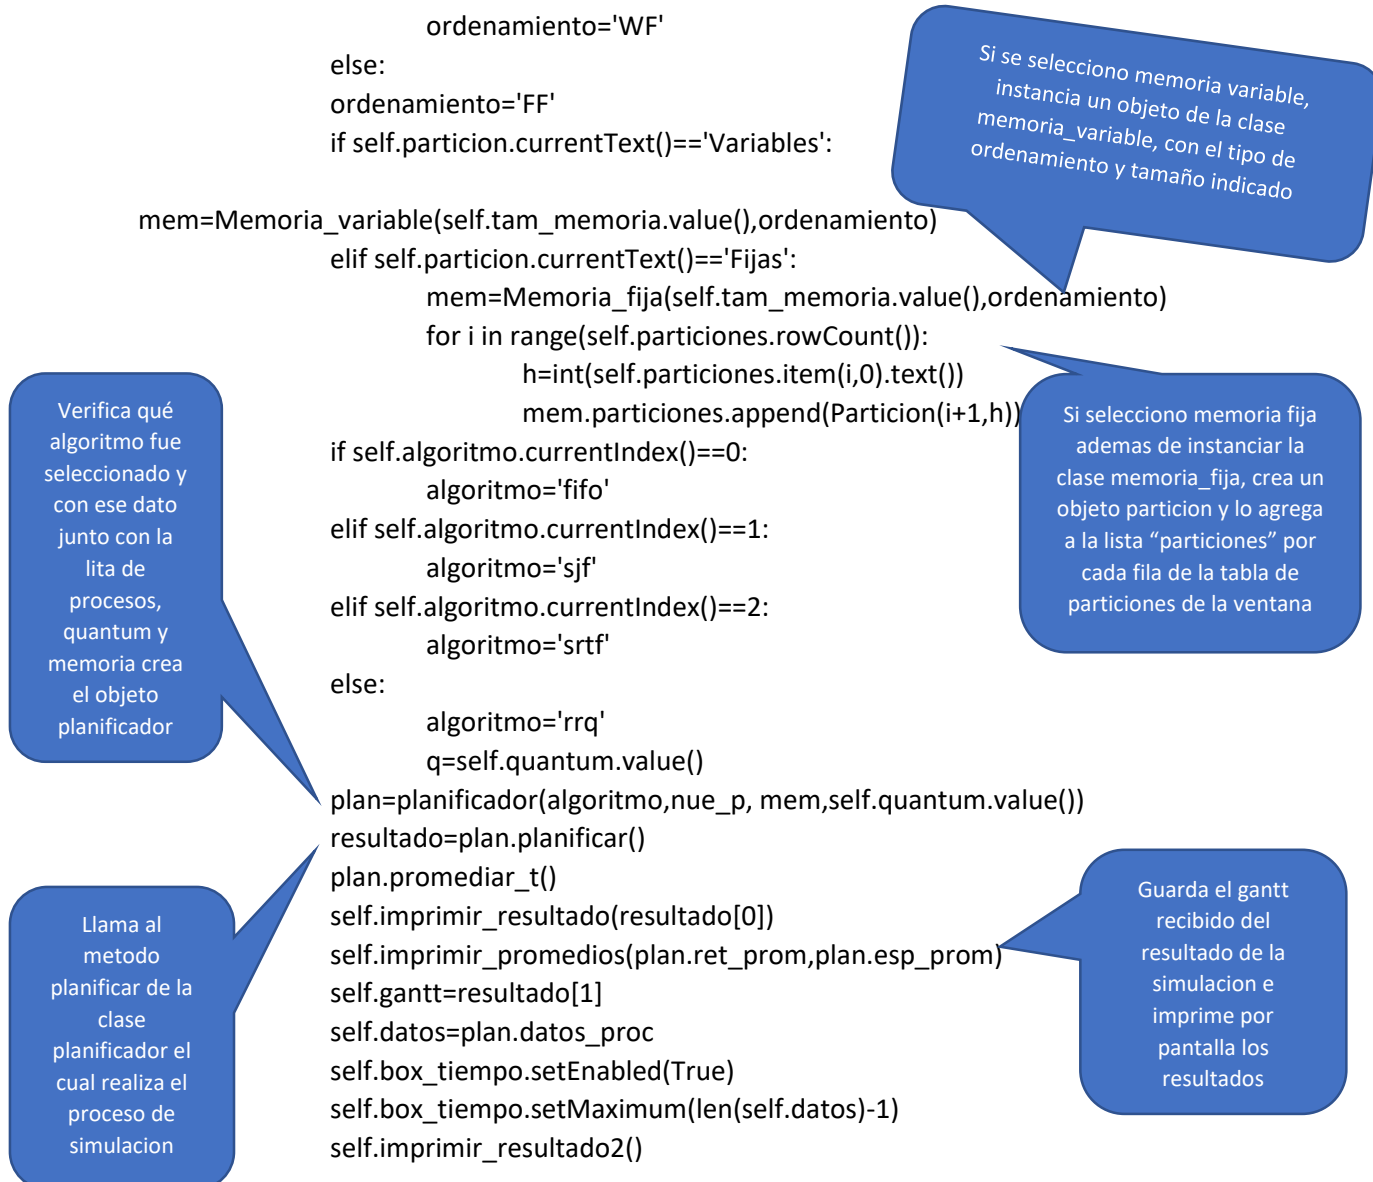 ordenamiento='WF'
else:
ordenamiento='FF'
if self.particion.currentText()=='Variables':
Si se selecciono memoria variable,
instancia un objeto de la clase
memoria_variable, con el tipo de
ordenamiento y tamaño indicado
mem=Memoria_variable(self.tam_memoria.value(),ordenamiento)
elif self.particion.currentText()=='Fijas':
mem=Memoria_fija(self.tam_memoria.value(),ordenamiento)
for i in range(self.particiones.rowCount()):
h=int(self.particiones.item(i,0).text())
mem.particiones.append(Particion(i+1,h))
Si selecciono memoria fija
ademas de instanciar la
clase memoria_fija, crea un
objeto particion y lo agrega
a la lista “particiones” por
cada fila de la tabla de
particiones de la ventana
Verifica qué
algoritmo fue
seleccionado y
con ese dato
junto con la
lita de
procesos,
quantum y
memoria crea
el objeto
planificador
if self.algoritmo.currentIndex()==0:
algoritmo='fifo'
elif self.algoritmo.currentIndex()==1:
algoritmo='sjf'
elif self.algoritmo.currentIndex()==2:
algoritmo='srtf'
else:
algoritmo='rrq'
q=self.quantum.value()
plan=planificador(algoritmo,nue_p, mem,self.quantum.value())
resultado=plan.planificar()
plan.promediar_t()
self.imprimir_resultado(resultado[0])
self.imprimir_promedios(plan.ret_prom,plan.esp_prom)
self.gantt=resultado[1]
self.datos=plan.datos_proc
self.box_tiempo.setEnabled(True)
self.box_tiempo.setMaximum(len(self.datos)-1)
self.imprimir_resultado2()
Llama al
metodo
planificar de la
clase
planificador el
cual realiza el
proceso de
simulacion
Guarda el gantt
recibido del
resultado de la
simulacion e
imprime por
pantalla los
resultados